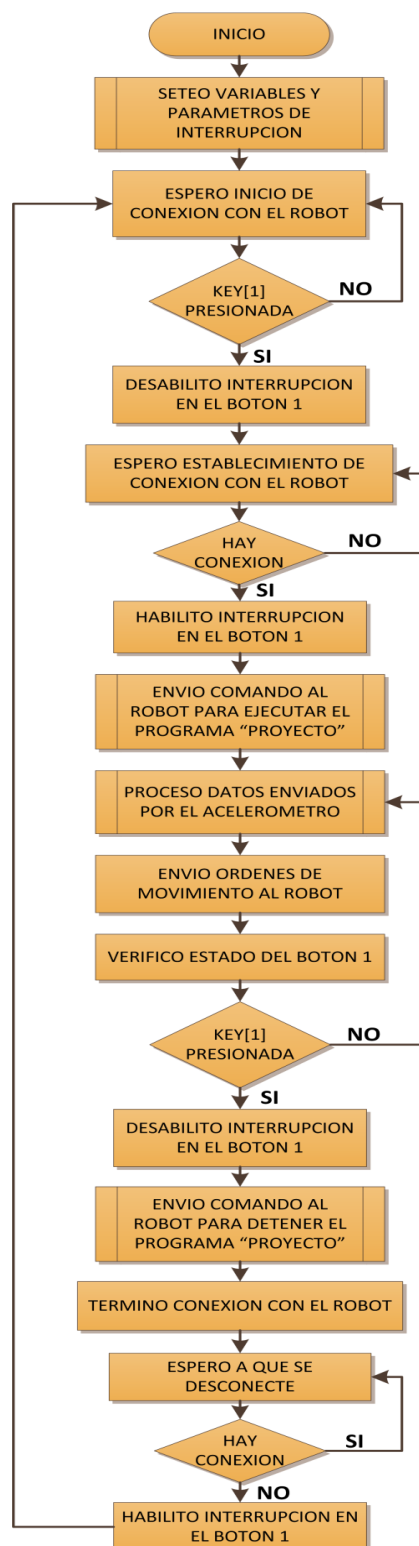 INICIO
SETEO VARIABLES Y
PARAMETROS DE
INTERRUPCION
ESPERO INICIO DE
CONEXION CON EL ROBOT
KEY[1]
PRESIONADA
NO
SI
DESABILITO INTERRUPCION
EN EL BOTON 1
ESPERO ESTABLECIMIENTO DE
CONEXION CON EL ROBOT
HAY
CONEXION
NO
SI
HABILITO INTERRUPCION
EN EL BOTON 1
ENVIO COMANDO AL
ROBOT PARA EJECUTAR EL
PROGRAMA “PROYECTO”
PROCESO DATOS ENVIADOS
POR EL ACELEROMETRO
ENVIO ORDENES DE
MOVIMIENTO AL ROBOT
VERIFICO ESTADO DEL BOTON 1
KEY[1]
PRESIONADA
NO
SI
DESABILITO INTERRUPCION
EN EL BOTON 1
ENVIO COMANDO AL
ROBOT PARA DETENER EL
PROGRAMA “PROYECTO”
TERMINO CONEXION CON EL ROBOT
ESPERO A QUE SE
DESCONECTE
HAY
CONEXION
SI
NO
HABILITO INTERRUPCION EN
EL BOTON 1